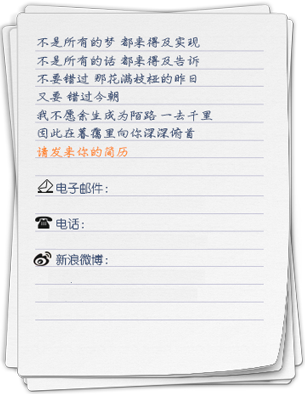 不是所有的梦 都来得及实现
不是所有的话 都来得及告诉
不要错过 那花满枝桠的昨日
又要 错过今朝
我不愿余生成为陌路 一去千里
因此在暮霭里向你深深俯首
请发来你的简历
电子邮件：
电话：
新浪微博：